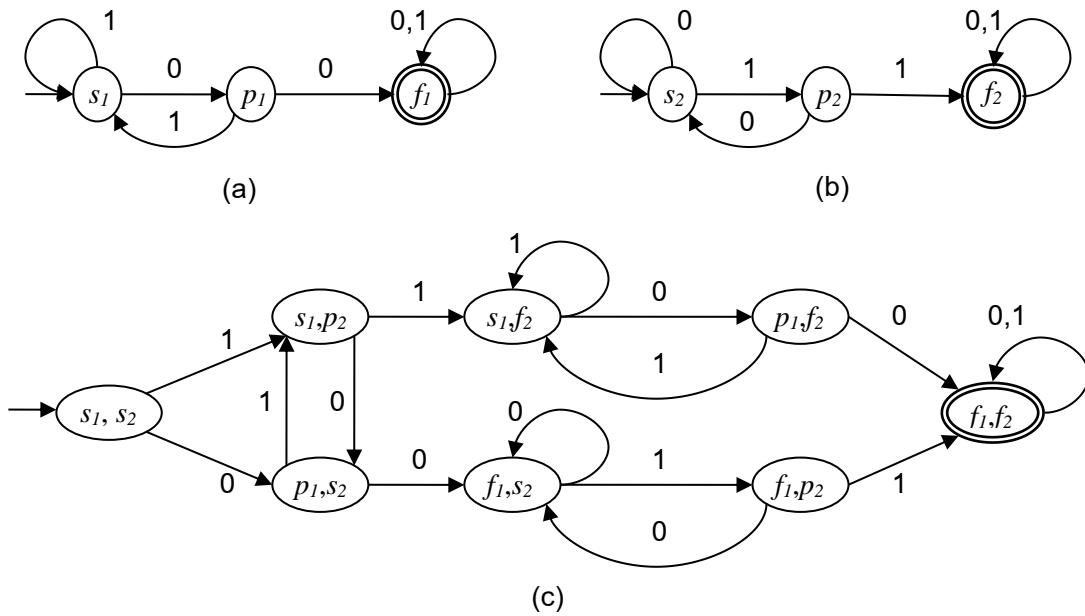 1 0,1 0 0,1
0 0 1 1
s1 p1 f1 s2 p2 f2
1 0
(a) (b)
1
1 0
s1,p2 s1,f2 p1,f2 0 0,1
1 1
1 0 0
s1, s2 f1,f2
0 0 1
p1,s2 f1,s2 f1,p2 1
0
(c)